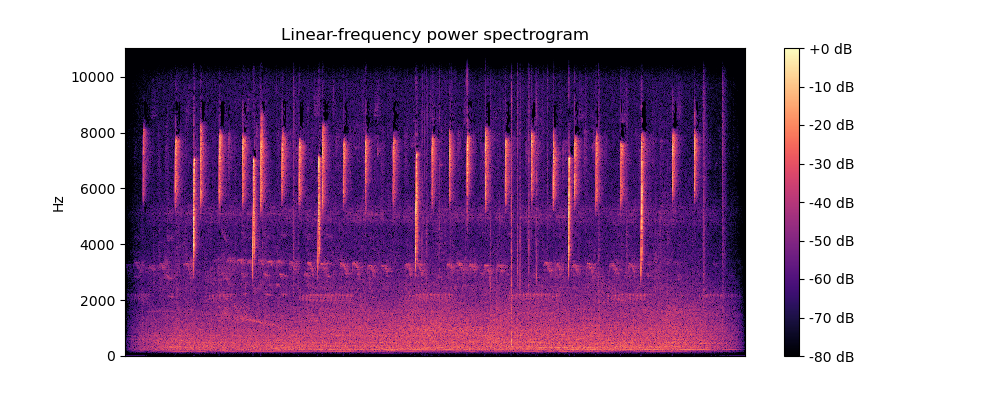 Linear-frequency power spectrogram
Hz
10000
8000
6000
4000
2000
0
+0 dB
-10 dB
-20 dB
-30 dB
-40 dB
-50 dB
-60 dB
-70 dB
-80 dB